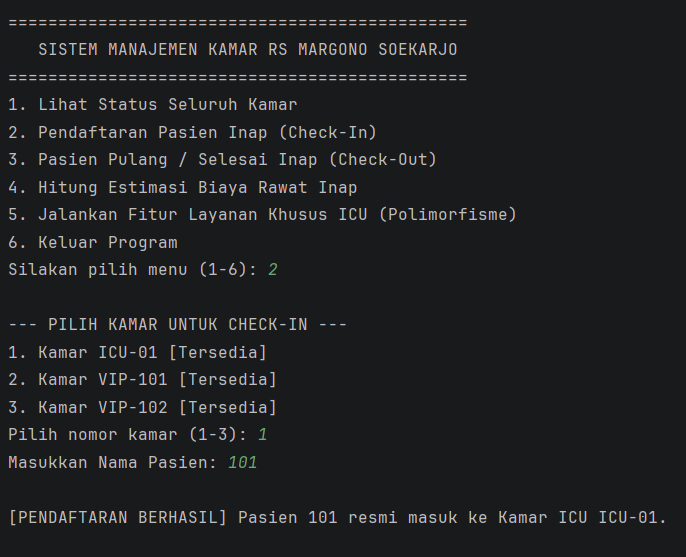 ==============================================
SISTEM MANAJEMEN KAMAR RS MARGONO SOEKARJO
==============================================
1. Lihat Status Seluruh Kamar
2. Pendaftaran Pasien Inap (Check-In)
3. Pasien Pulang / Selesai Inap (Check-Out)
4. Hitung Estimasi Biaya Rawat Inap
5. Jalankan Fitur Layanan Khusus ICU (Polimorfisme)
6. Keluar Program
Silakan pilih menu (1-6): 2
--- PILIH KAMAR UNTUK CHECK-IN ---
1. Kamar ICU-01 [Tersedia]
2. Kamar VIP-101 [Tersedia]
3. Kamar VIP-102 [Tersedia]
Pilih nomor kamar (1-3): 1
Masukkan Nama Pasien: 101
[PENDAFTARAN BERHASIL] Pasien 101 resmi masuk ke Kamar ICU ICU-01.